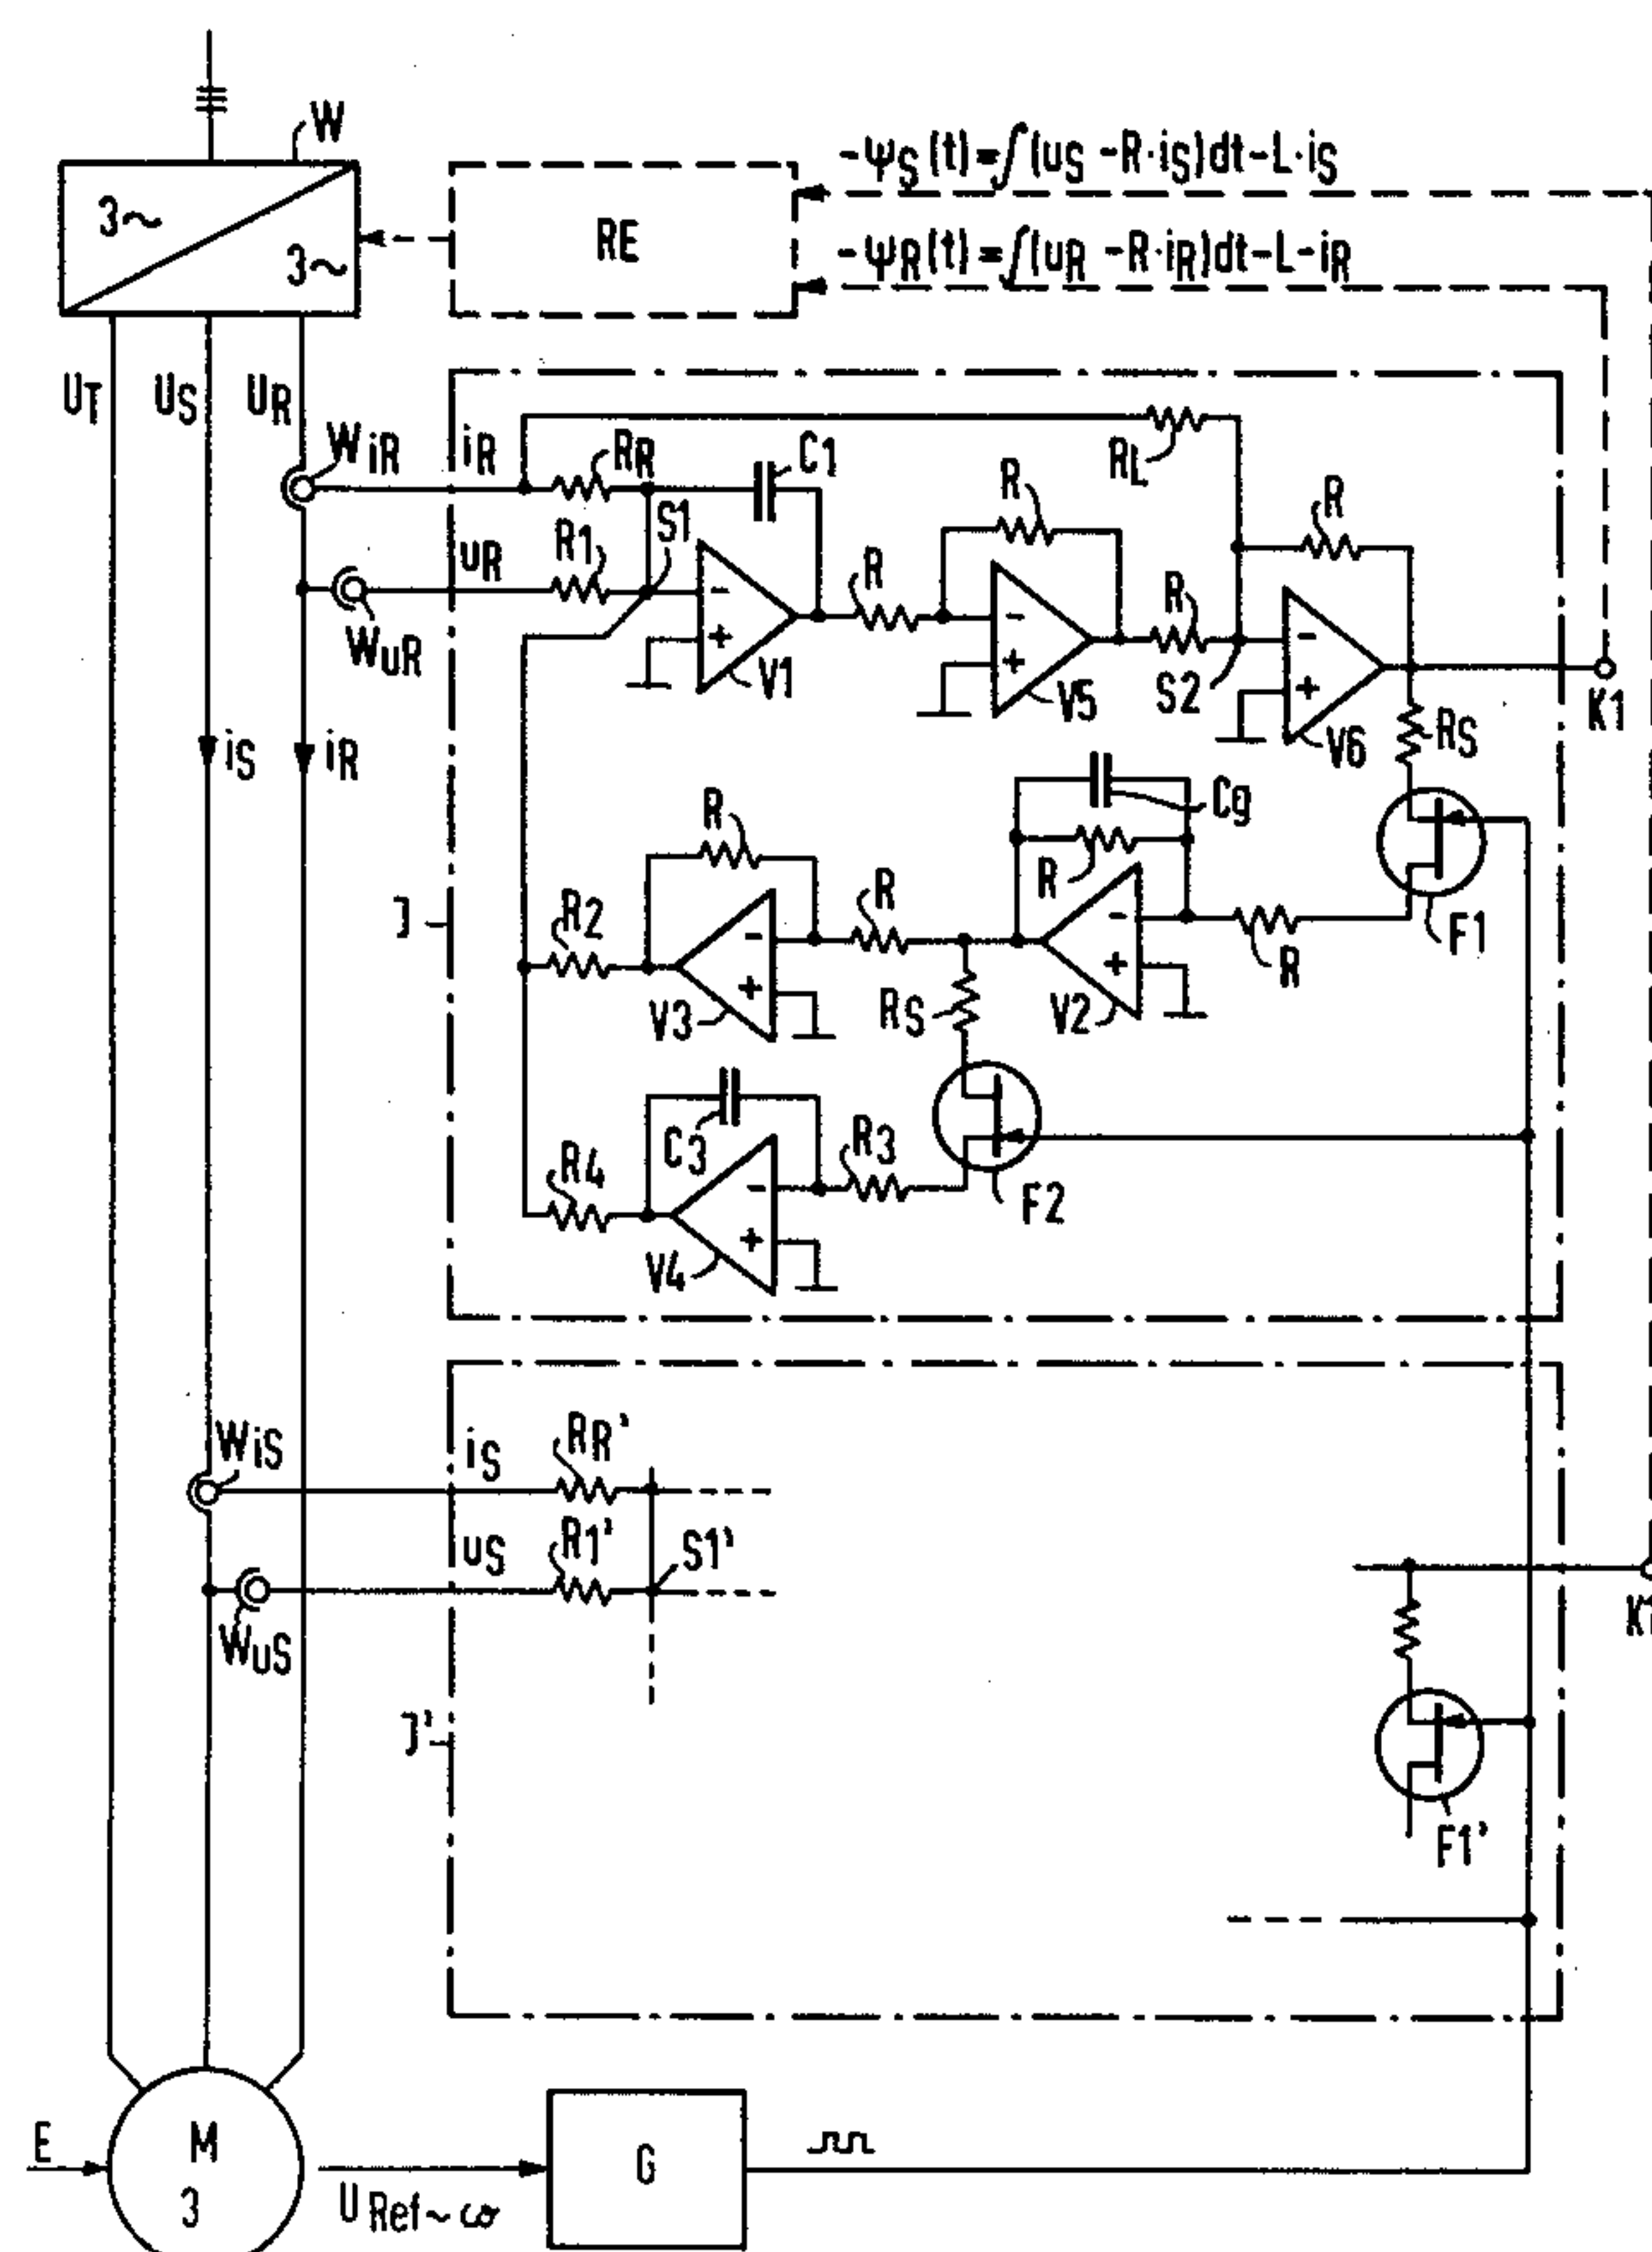 W
3~
3~
RE
-ψS(t)=∫(uS-R·iS)dt-L·iS
-ψR(t)=∫(uR-R·iR)dt-L-iR
UT
US
UR
WiR
iR
RR
C1
RL
R
R
WuR
uR
R1
S1
R
R
-
+
V1
-
+
V5
S2
-
+
V6
K1
iS
iR
RS
Cg
R
R
F1
J
R2
R
-
+
V3
RS
-
+
V2
R
R4
C3
R3
F2
-
+
V4
WiS
iS
RR'
WuS
uS
R1'
S1'
J'
F1'
E
M
3
U Ref~ω
G